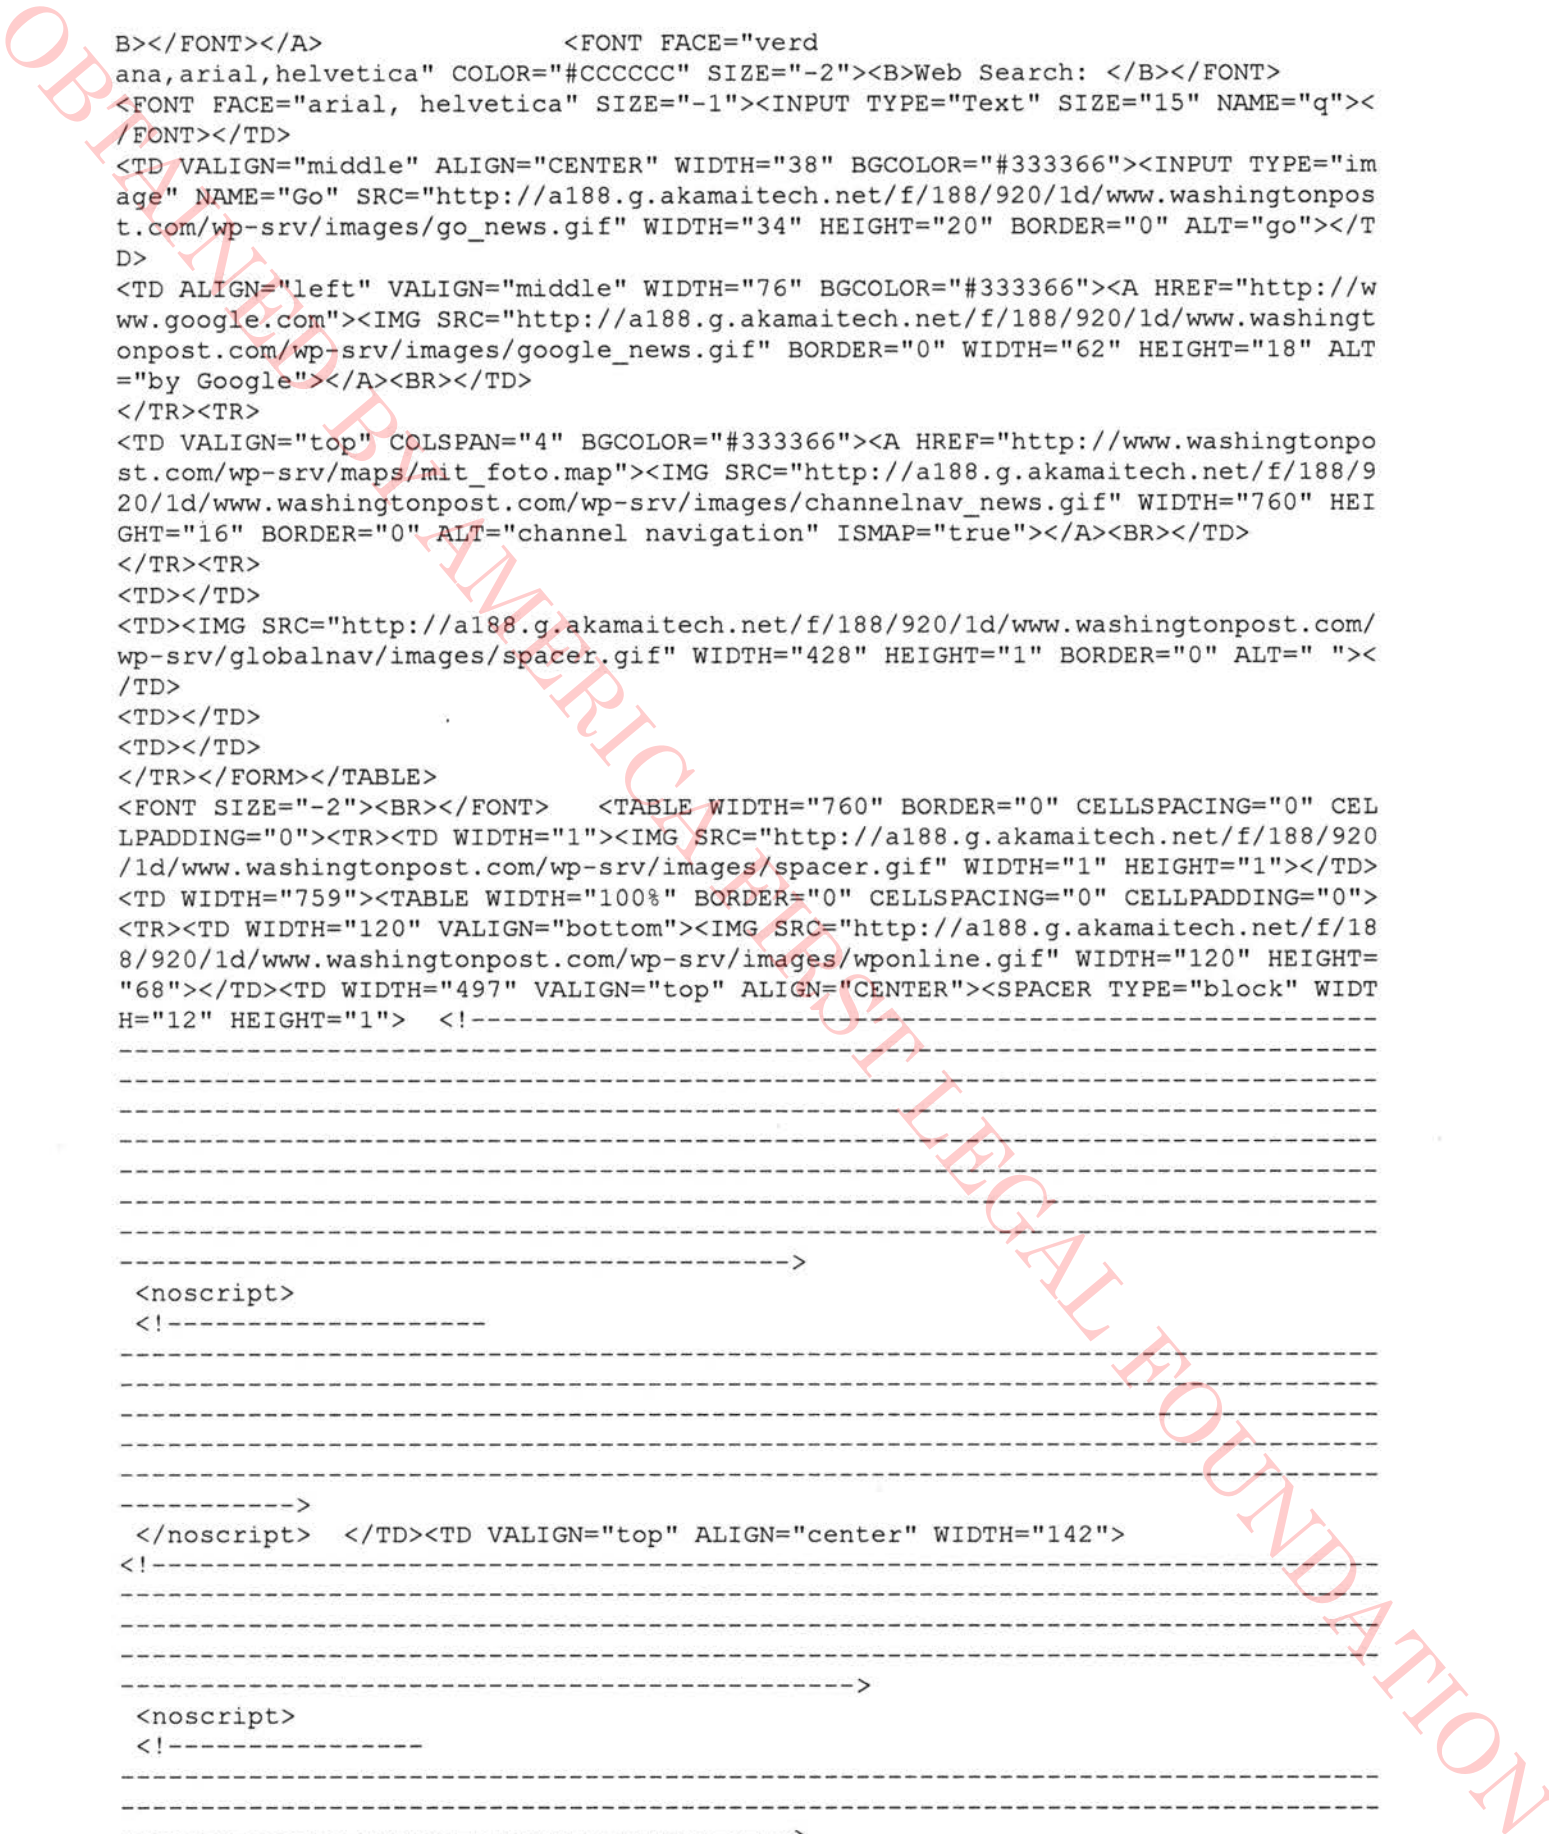 B></FONT></A>               <FONT FACE="verd
ana,arial,helvetica" COLOR="#CCCCCC" SIZE="-2"><B>Web Search: </B></FONT>
<FONT FACE="arial, helvetica" SIZE="-1"><INPUT TYPE="Text" SIZE="15" NAME="q"><
/FONT></TD>
<TD VALIGN="middle" ALIGN="CENTER" WIDTH="38" BGCOLOR="#333366"><INPUT TYPE="im
age" NAME="Go" SRC="http://a188.g.akamaitech.net/f/188/920/1d/www.washingtonpos
t.com/wp-srv/images/go_news.gif" WIDTH="34" HEIGHT="20" BORDER="0" ALT="go"></T
D>
<TD ALIGN="left" VALIGN="middle" WIDTH="76" BGCOLOR="#333366"><A HREF="http://w
ww.google.com"><IMG SRC="http://a188.g.akamaitech.net/f/188/920/1d/www.washingt
onpost.com/wp-srv/images/google_news.gif" BORDER="0" WIDTH="62" HEIGHT="18" ALT
="by Google"></A><BR></TD>
</TR><TR>
<TD VALIGN="top" COLSPAN="4" BGCOLOR="#333366"><A HREF="http://www.washingtonpo
st.com/wp-srv/maps/mit_foto.map"><IMG SRC="http://a188.g.akamaitech.net/f/188/9
20/1d/www.washingtonpost.com/wp-srv/images/channelnav_news.gif" WIDTH="760" HEI
GHT="16" BORDER="0" ALT="channel navigation" ISMAP="true"></A><BR></TD>
</TR><TR>
<TD></TD>
<TD><IMG SRC="http://a188.g.akamaitech.net/f/188/920/1d/www.washingtonpost.com/
wp-srv/globalnav/images/spacer.gif" WIDTH="428" HEIGHT="1" BORDER="0" ALT=" "><
/TD>
<TD></TD>
<TD></TD>
</TR></FORM></TABLE>
<FONT SIZE="-2"><BR></FONT>   <TABLE WIDTH="760" BORDER="0" CELLSPACING="0" CEL
LPADDING="0"><TR><TD WIDTH="1"><IMG SRC="http://a188.g.akamaitech.net/f/188/920
/1d/www.washingtonpost.com/wp-srv/images/spacer.gif" WIDTH="1" HEIGHT="1"></TD>
<TD WIDTH="759"><TABLE WIDTH="100%" BORDER="0" CELLSPACING="0" CELLPADDING="0">
<TR><TD WIDTH="120" VALIGN="bottom"><IMG SRC="http://a188.g.akamaitech.net/f/18
8/920/1d/www.washingtonpost.com/wp-srv/images/wponline.gif" WIDTH="120" HEIGHT=
"68"></TD><TD WIDTH="497" VALIGN="top" ALIGN="CENTER"><SPACER TYPE="block" WIDT
H="12" HEIGHT="1">  <!---------------------------------------------------------
-------------------------------------------------------------------------------
-------------------------------------------------------------------------------
-------------------------------------------------------------------------------
-------------------------------------------------------------------------------
-------------------------------------------------------------------------------
-------------------------------------------------------------------------------
-------------------------------------------------------------------------------
------------------------------------------>
 <noscript>
 <!--------------------
-------------------------------------------------------------------------------
-------------------------------------------------------------------------------
-------------------------------------------------------------------------------
-------------------------------------------------------------------------------
-------------------------------------------------------------------------------
----------->
 </noscript>  </TD><TD VALIGN="top" ALIGN="center" WIDTH="142">
<!-----------------------------------------------------------------------------
-------------------------------------------------------------------------------
-------------------------------------------------------------------------------
-------------------------------------------------------------------------------
---------------------------------------------->
 <noscript>
 <!----------------
-------------------------------------------------------------------------------
-------------------------------------------------------------------------------
------------------------------------------>
OBTAINED BY AMERICA FIRST LEGAL FOUNDATION